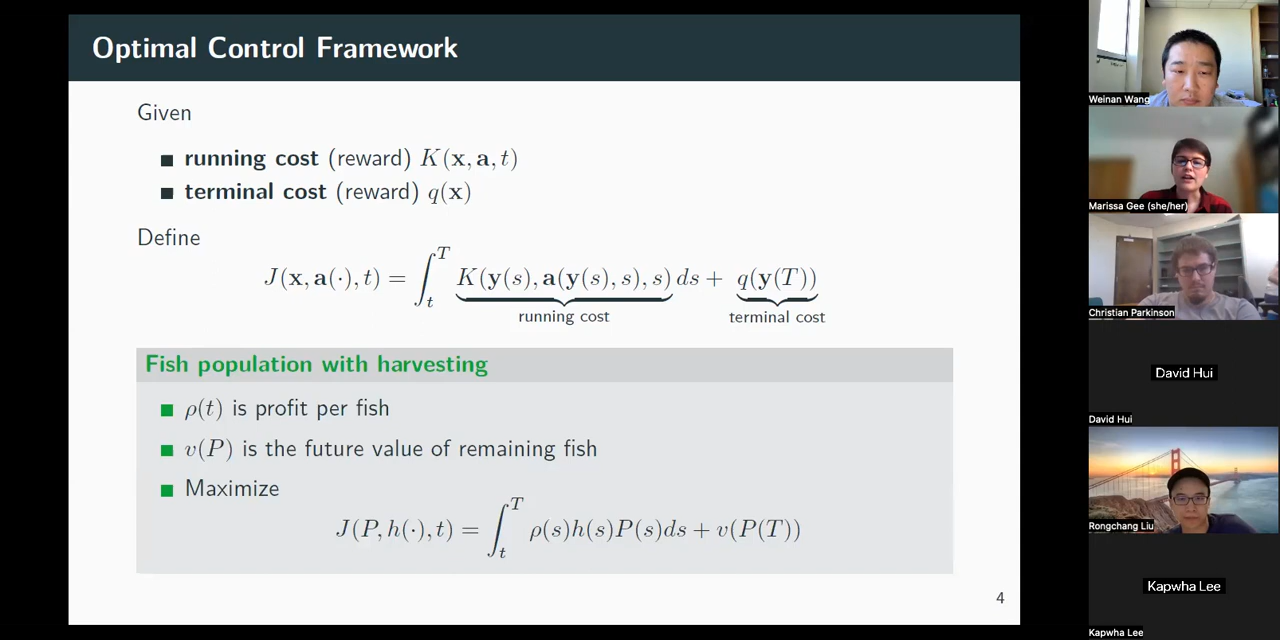 Optimal Control Framework
Given
running cost (reward) K(x, a, t)
terminal cost (reward) q(x)
Define
J(x, a(·), t) = ∫_t^T K(y(s), a(y(s), s), s) ds + q(y(T))
running cost terminal cost
Fish population with harvesting
ρ(t) is profit per fish
v(P) is the future value of remaining fish
Maximize
J(P, h(·), t) = ∫_t^T ρ(s)h(s)P(s)ds + v(P(T))
4
Weinan Wang
Marissa Gee (she/her)
Christian Parkinson
David Hui
David Hui
Rongchang Liu
Kapwha Lee
Kapwha Lee